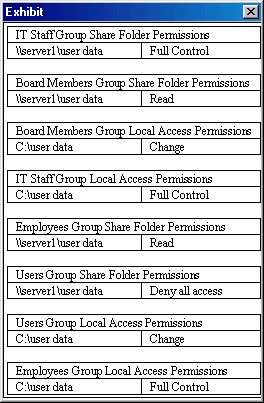 Exhibit
IT Staff Group Share Folder Permissions
\\server1\user data Full Control
Board Members Group Share Folder Permissions
\\server1\user data Read
Board Members Group Local Access Permissions
C:\user data Change
IT Staff Group Local Access Permissions
C:\user data Full Control
Employees Group Share Folder Permissions
\\server1\user data Read
Users Group Share Folder Permissions
\\server1\user data Deny all access
Users Group Local Access Permissions
C:\user data Change
Employees Group Local Access Permissions
C:\user data Full Control